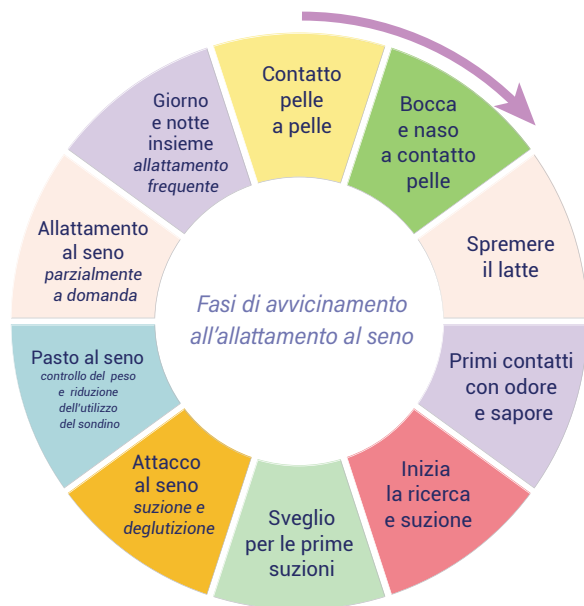 Contatto
pelle
a pelle
Bocca
e naso
a contatto
pelle
Spremere
il latte
Primi contatti
con odore
e sapore
Inizia
la ricerca
e suzione
Sveglio
per le prime
suzioni
Attacco
al seno
suzione e
deglutizione
Pasto al seno
controllo del peso
e riduzione
dell'utilizzo
del sondino
Allattamento
al seno
parzialmente
a domanda
Giorno
e notte
insieme
allattamento
frequente
Fasi di avvicinamento
all'allattamento al seno